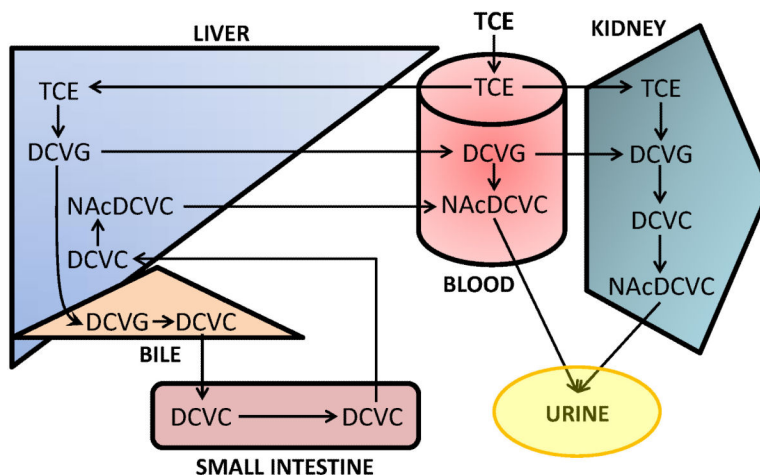 LIVER
TCE
KIDNEY
TCE
TCE
TCE
DCVG
DCVG
DCVG
NAcDCVC
NAcDCVC
DCVC
DCVC
NAcDCVC
BLOOD
DCVG
DCVC
BILE
DCVC
DCVC
URINE
SMALL INTESTINE